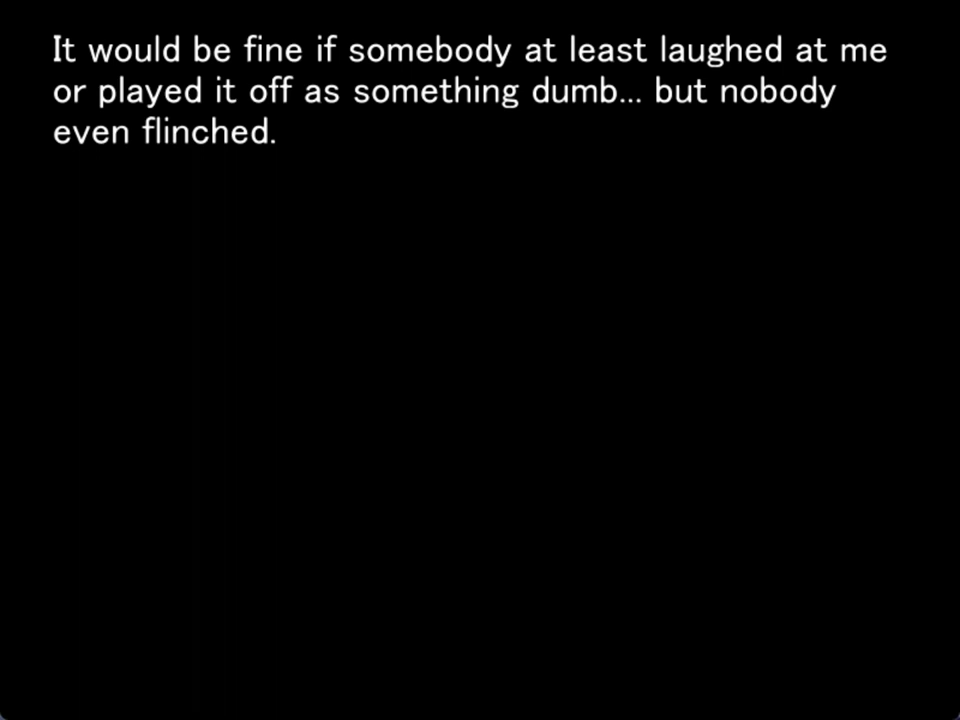 It would be fine if somebody at least laughed at me
or played it off as something dumb... but nobody
even flinched.